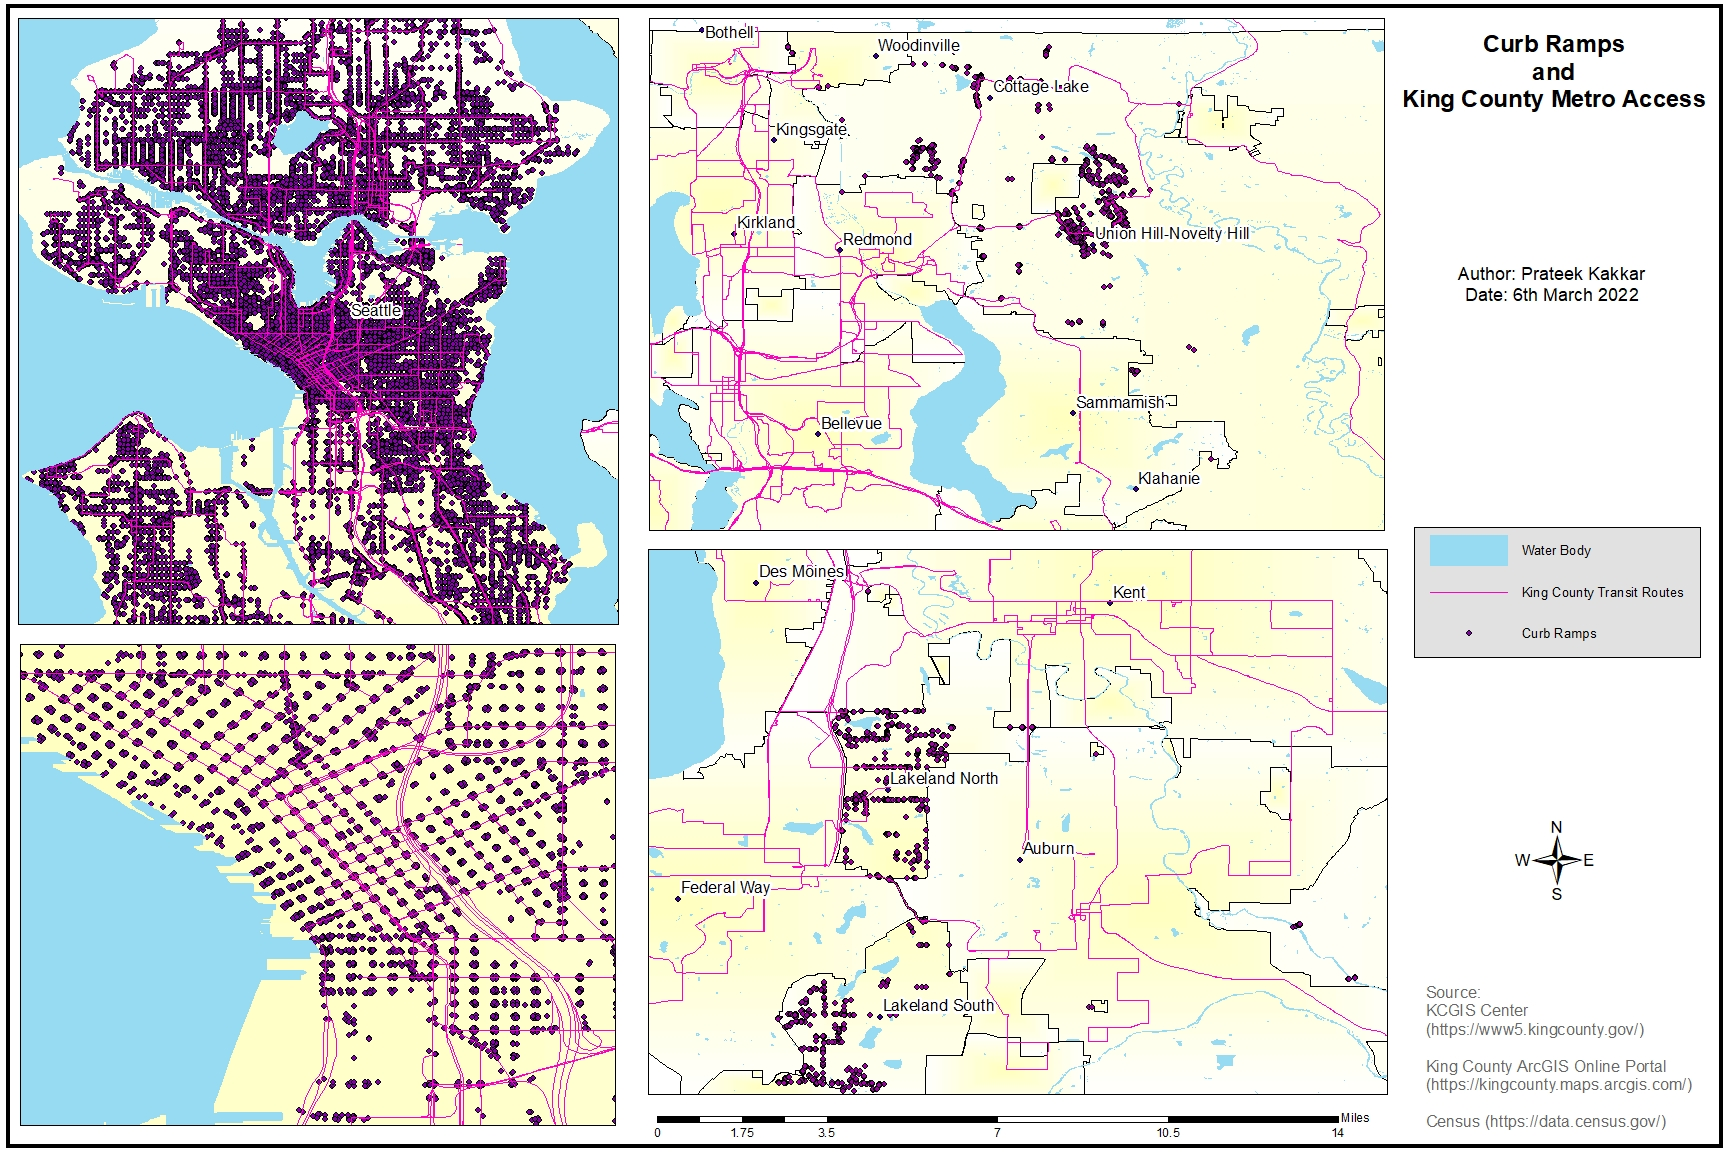 Curb Ramps
and
King County Metro Access
Author: Prateek Kakkar
Date: 6th March 2022
Seattle
Bothell
Woodinville
Cottage Lake
Kingsgate
Kirkland
Redmond
Union Hill-Novelty Hill
Sammamish
Bellevue
Klahanie
Water Body
King County Transit Routes
Curb Ramps
Des Moines
Kent
Lakeland North
Auburn
Federal Way
Lakeland South
N
W E
S
Source:
KCGIS Center
(https://www5.kingcounty.gov/)
King County ArcGIS Online Portal
(https://kingcounty.maps.arcgis.com/)
Census (https://data.census.gov/)
Miles
0 1.75 3.5 7 10.5 14